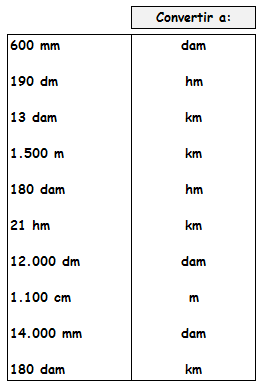 Convertir a:
600 mm dam
190 dm hm
13 dam km
1.500 m km
180 dam hm
21 hm km
12.000 dm dam
1.100 cm m
14.000 mm dam
180 dam km